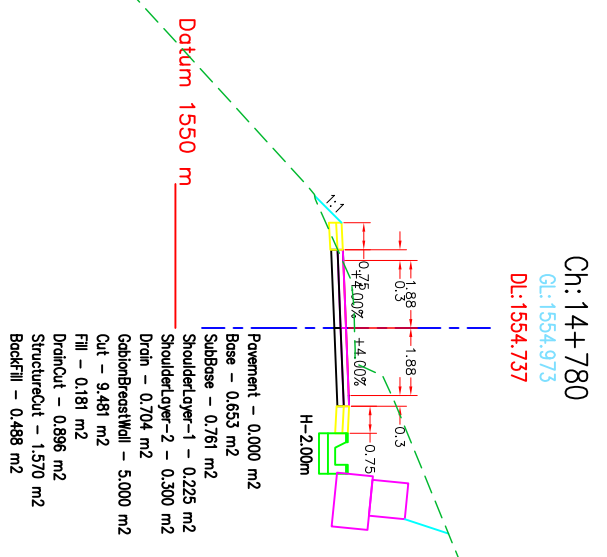 Ch:14+780
GL:1554.973
DL:1554.737
1.88
1.88
0.3
0.3
0.75
0.75
+4.00%
+4.00%
1:1
H-2.00m
Datum 1550 m
Pavement - 0.000 m2
Base - 0.653 m2
SubBase - 0.761 m2
ShoulderLayer-1 - 0.225 m2
ShoulderLayer-2 - 0.300 m2
Drain - 0.704 m2
GabionBreastWall - 5.000 m2
Cut - 9.481 m2
Fill - 0.181 m2
DrainCut - 0.896 m2
StructureCut - 1.570 m2
BackFill - 0.488 m2